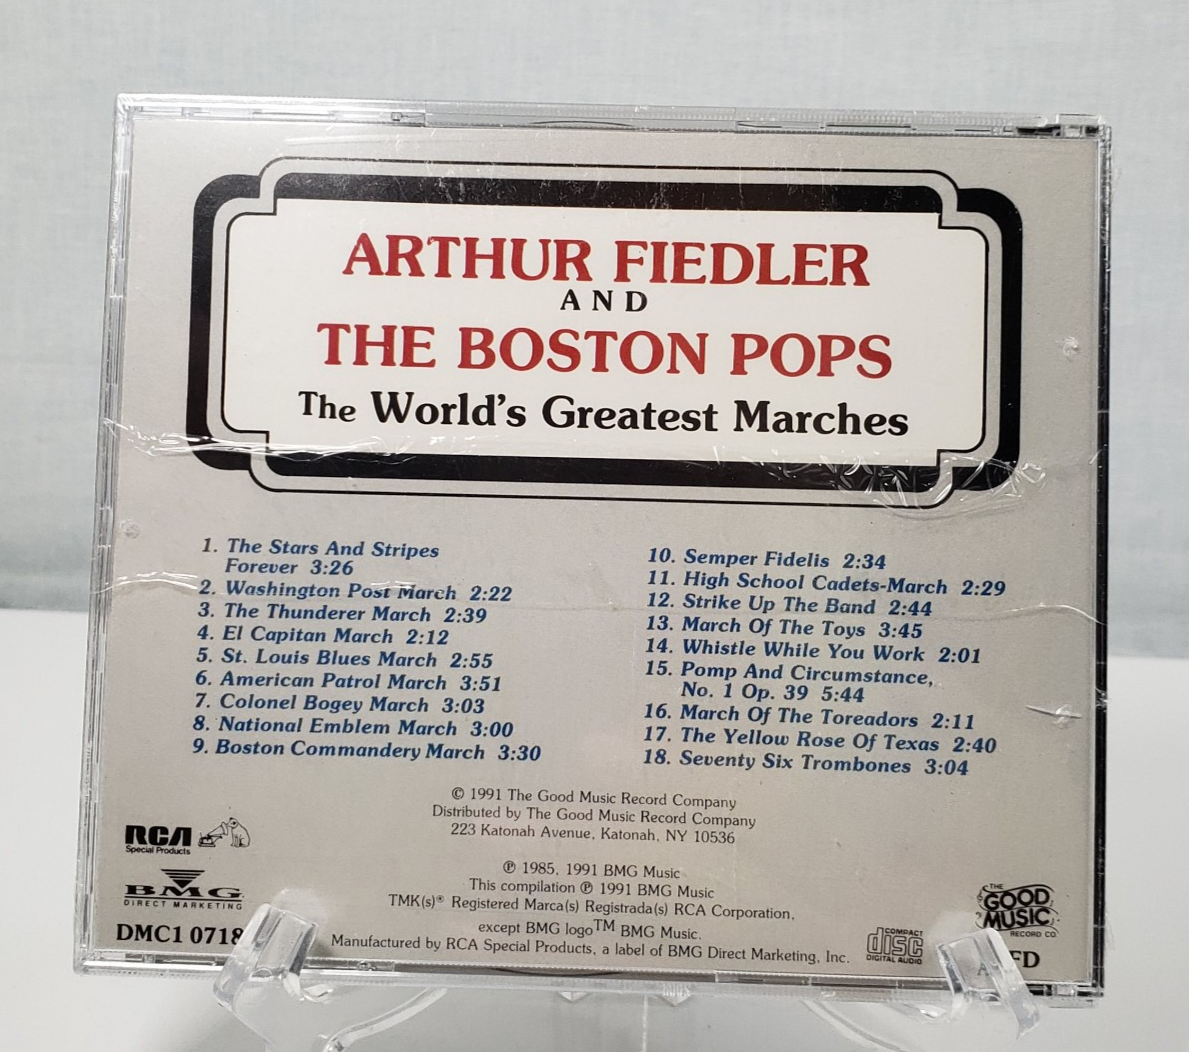 ARTHUR FIEDLER
AND
THE BOSTON POPS
The World's Greatest Marches
1. The Stars And Stripes
Forever 3:26
2. Washington Post March 2:22
3. The Thunderer March 2:39
4. El Capitan March 2:12
5. St. Louis Blues March 2:55
6. American Patrol March 3:51
7. Colonel Bogey March 3:03
8. National Emblem March 3:00
9. Boston Commandery March 3:30
10. Semper Fidelis 2:34
11. High School Cadets-March 2:29
12. Strike Up The Band 2:44
13. March Of The Toys 3:45
14. Whistle While You Work 2:01
15. Pomp And Circumstance,
No. 1 Op. 39 5:44
16. March Of The Toreadors 2:11
17. The Yellow Rose Of Texas 2:40
18. Seventy Six Trombones 3:04
© 1991 The Good Music Record Company
Distributed by The Good Music Record Company
223 Katonah Avenue, Katonah, NY 10536
℗ 1985, 1991 BMG Music
This compilation ℗ 1991 BMG Music
TMK(s)® Registered Marca(s) Registrada(s) RCA Corporation,
except BMG logo™ BMG Music.
Manufactured by RCA Special Products, a label of BMG Direct Marketing, Inc.
RCA
Special Products
BMG
DIRECT MARKETING
DMC1 0718
COMPACT
disc
DIGITAL AUDIO
THE
GOOD
MUSIC
RECORD CO.